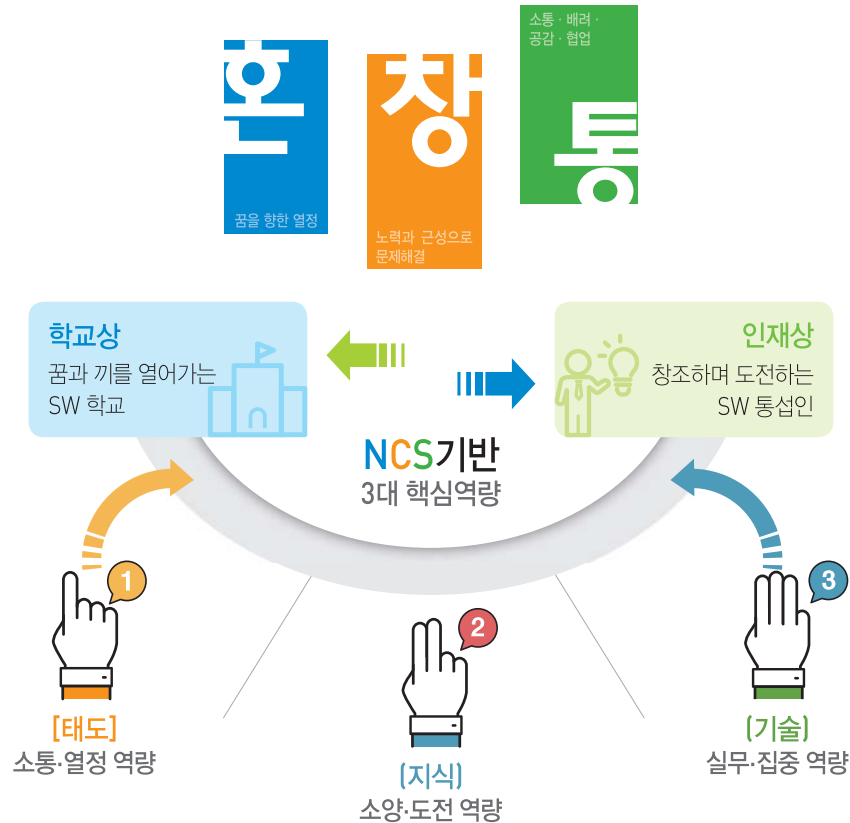 혼
꿈을 향한 열정
창
노력과 근성으로
문제해결
소통·배려·
공감·협업
통
학교상
꿈과 끼를 열어가는
SW 학교
인재상
창조하며 도전하는
SW 통섭인
NCS기반
3대 핵심역량
1
[태도]
소통·열정 역량
2
(지식)
소양·도전 역량
3
(기술)
실무·집중 역량